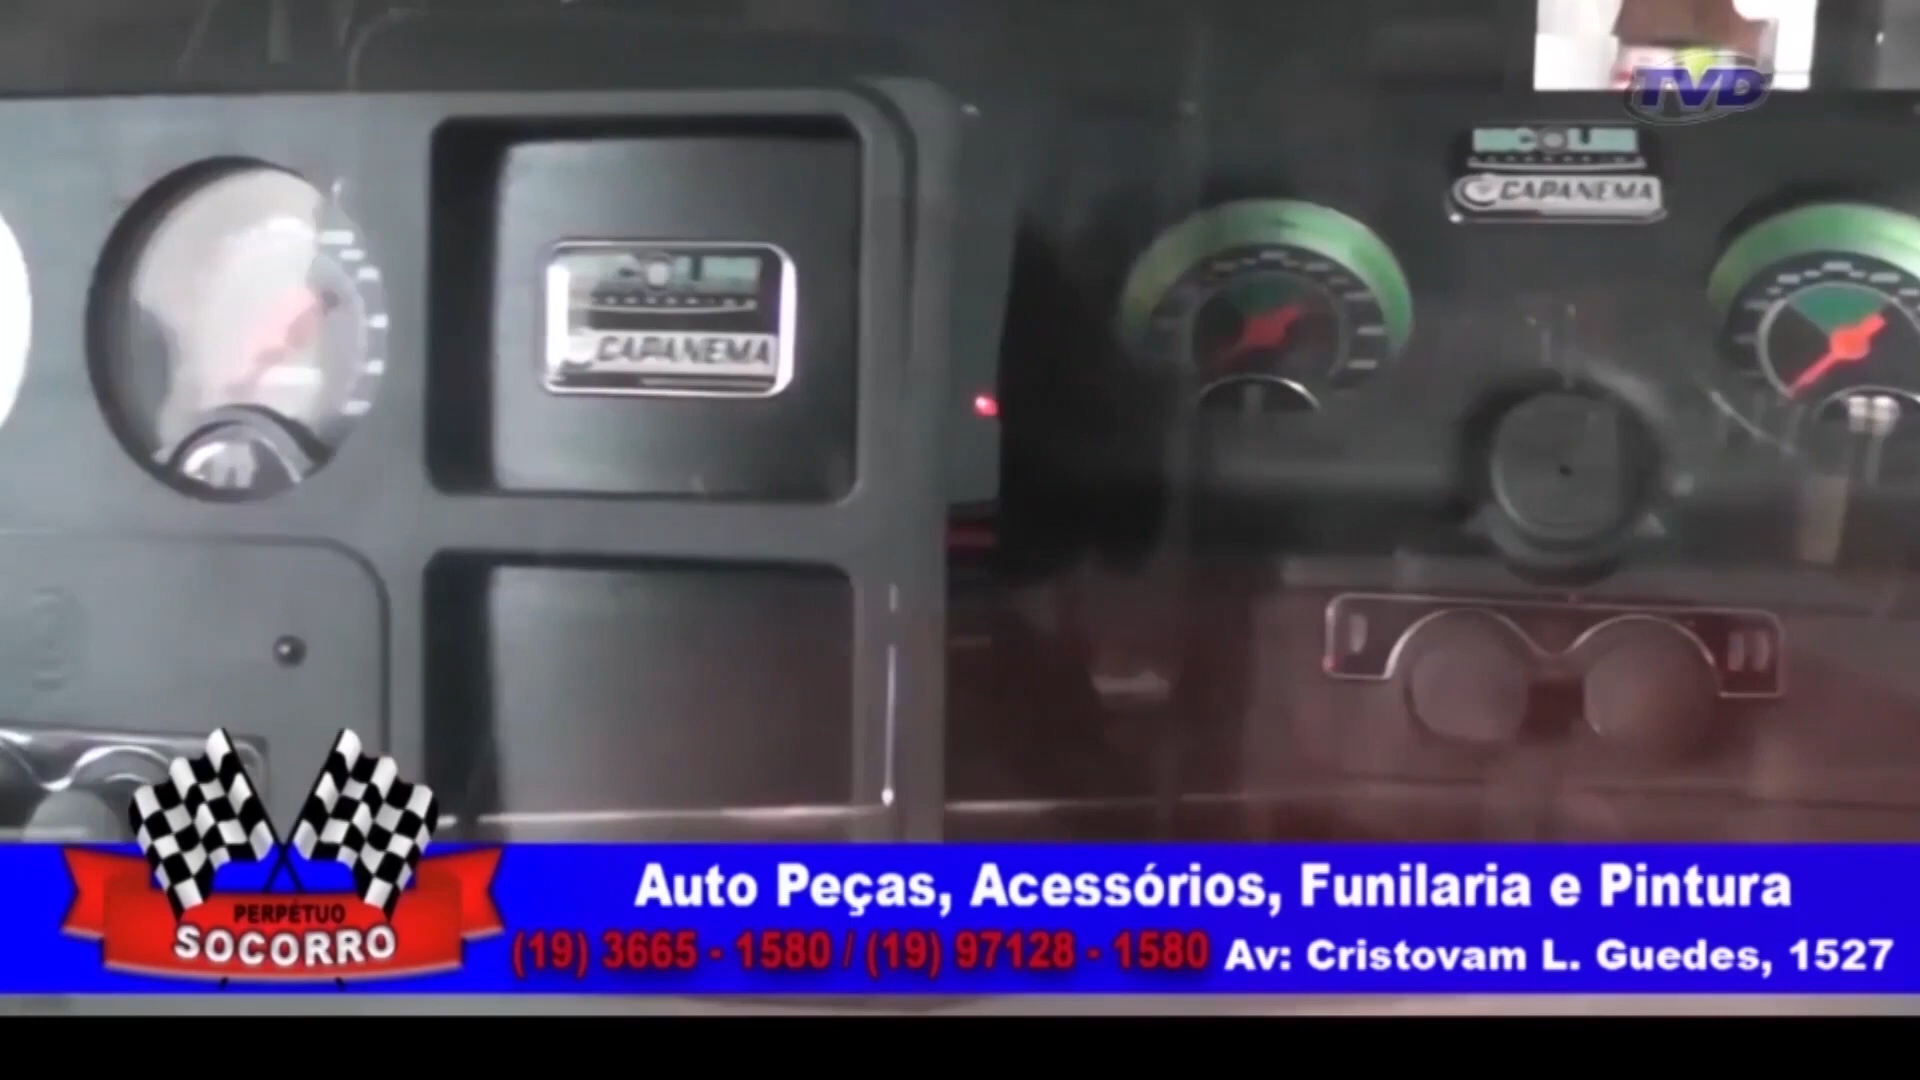 TVD
CAPANEMA
CAPANEMA
PERPÉTUO
SOCORRO
Auto Peças, Acessórios, Funilaria e Pintura
(19) 3665 - 1580 / (19) 97128 - 1580 Av: Cristovam L. Guedes, 1527